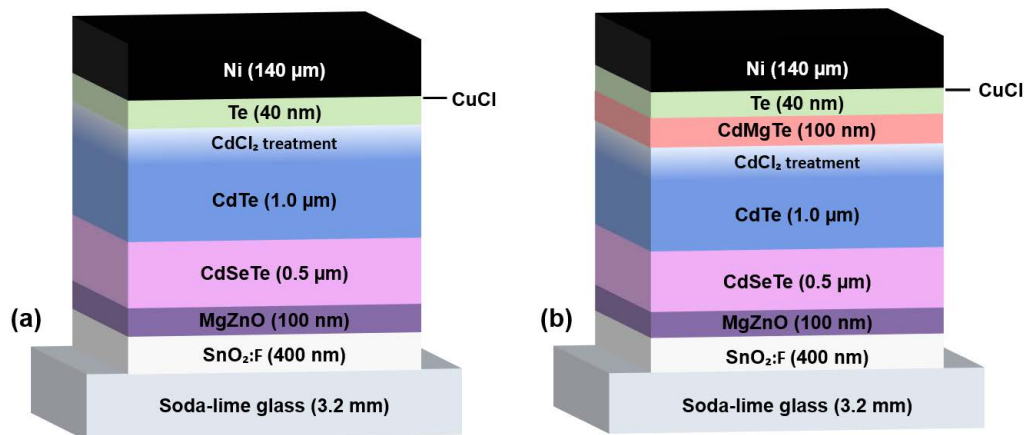 Ni (140 µm)
CuCl
Te (40 nm)
CdCl₂ treatment
CdTe (1.0 µm)
CdSeTe (0.5 µm)
(a)
MgZnO (100 nm)
SnO₂:F (400 nm)
Soda-lime glass (3.2 mm)
Ni (140 µm)
CuCl
Te (40 nm)
CdMgTe (100 nm)
CdCl₂ treatment
CdTe (1.0 µm)
CdSeTe (0.5 µm)
(b)
MgZnO (100 nm)
SnO₂:F (400 nm)
Soda-lime glass (3.2 mm)